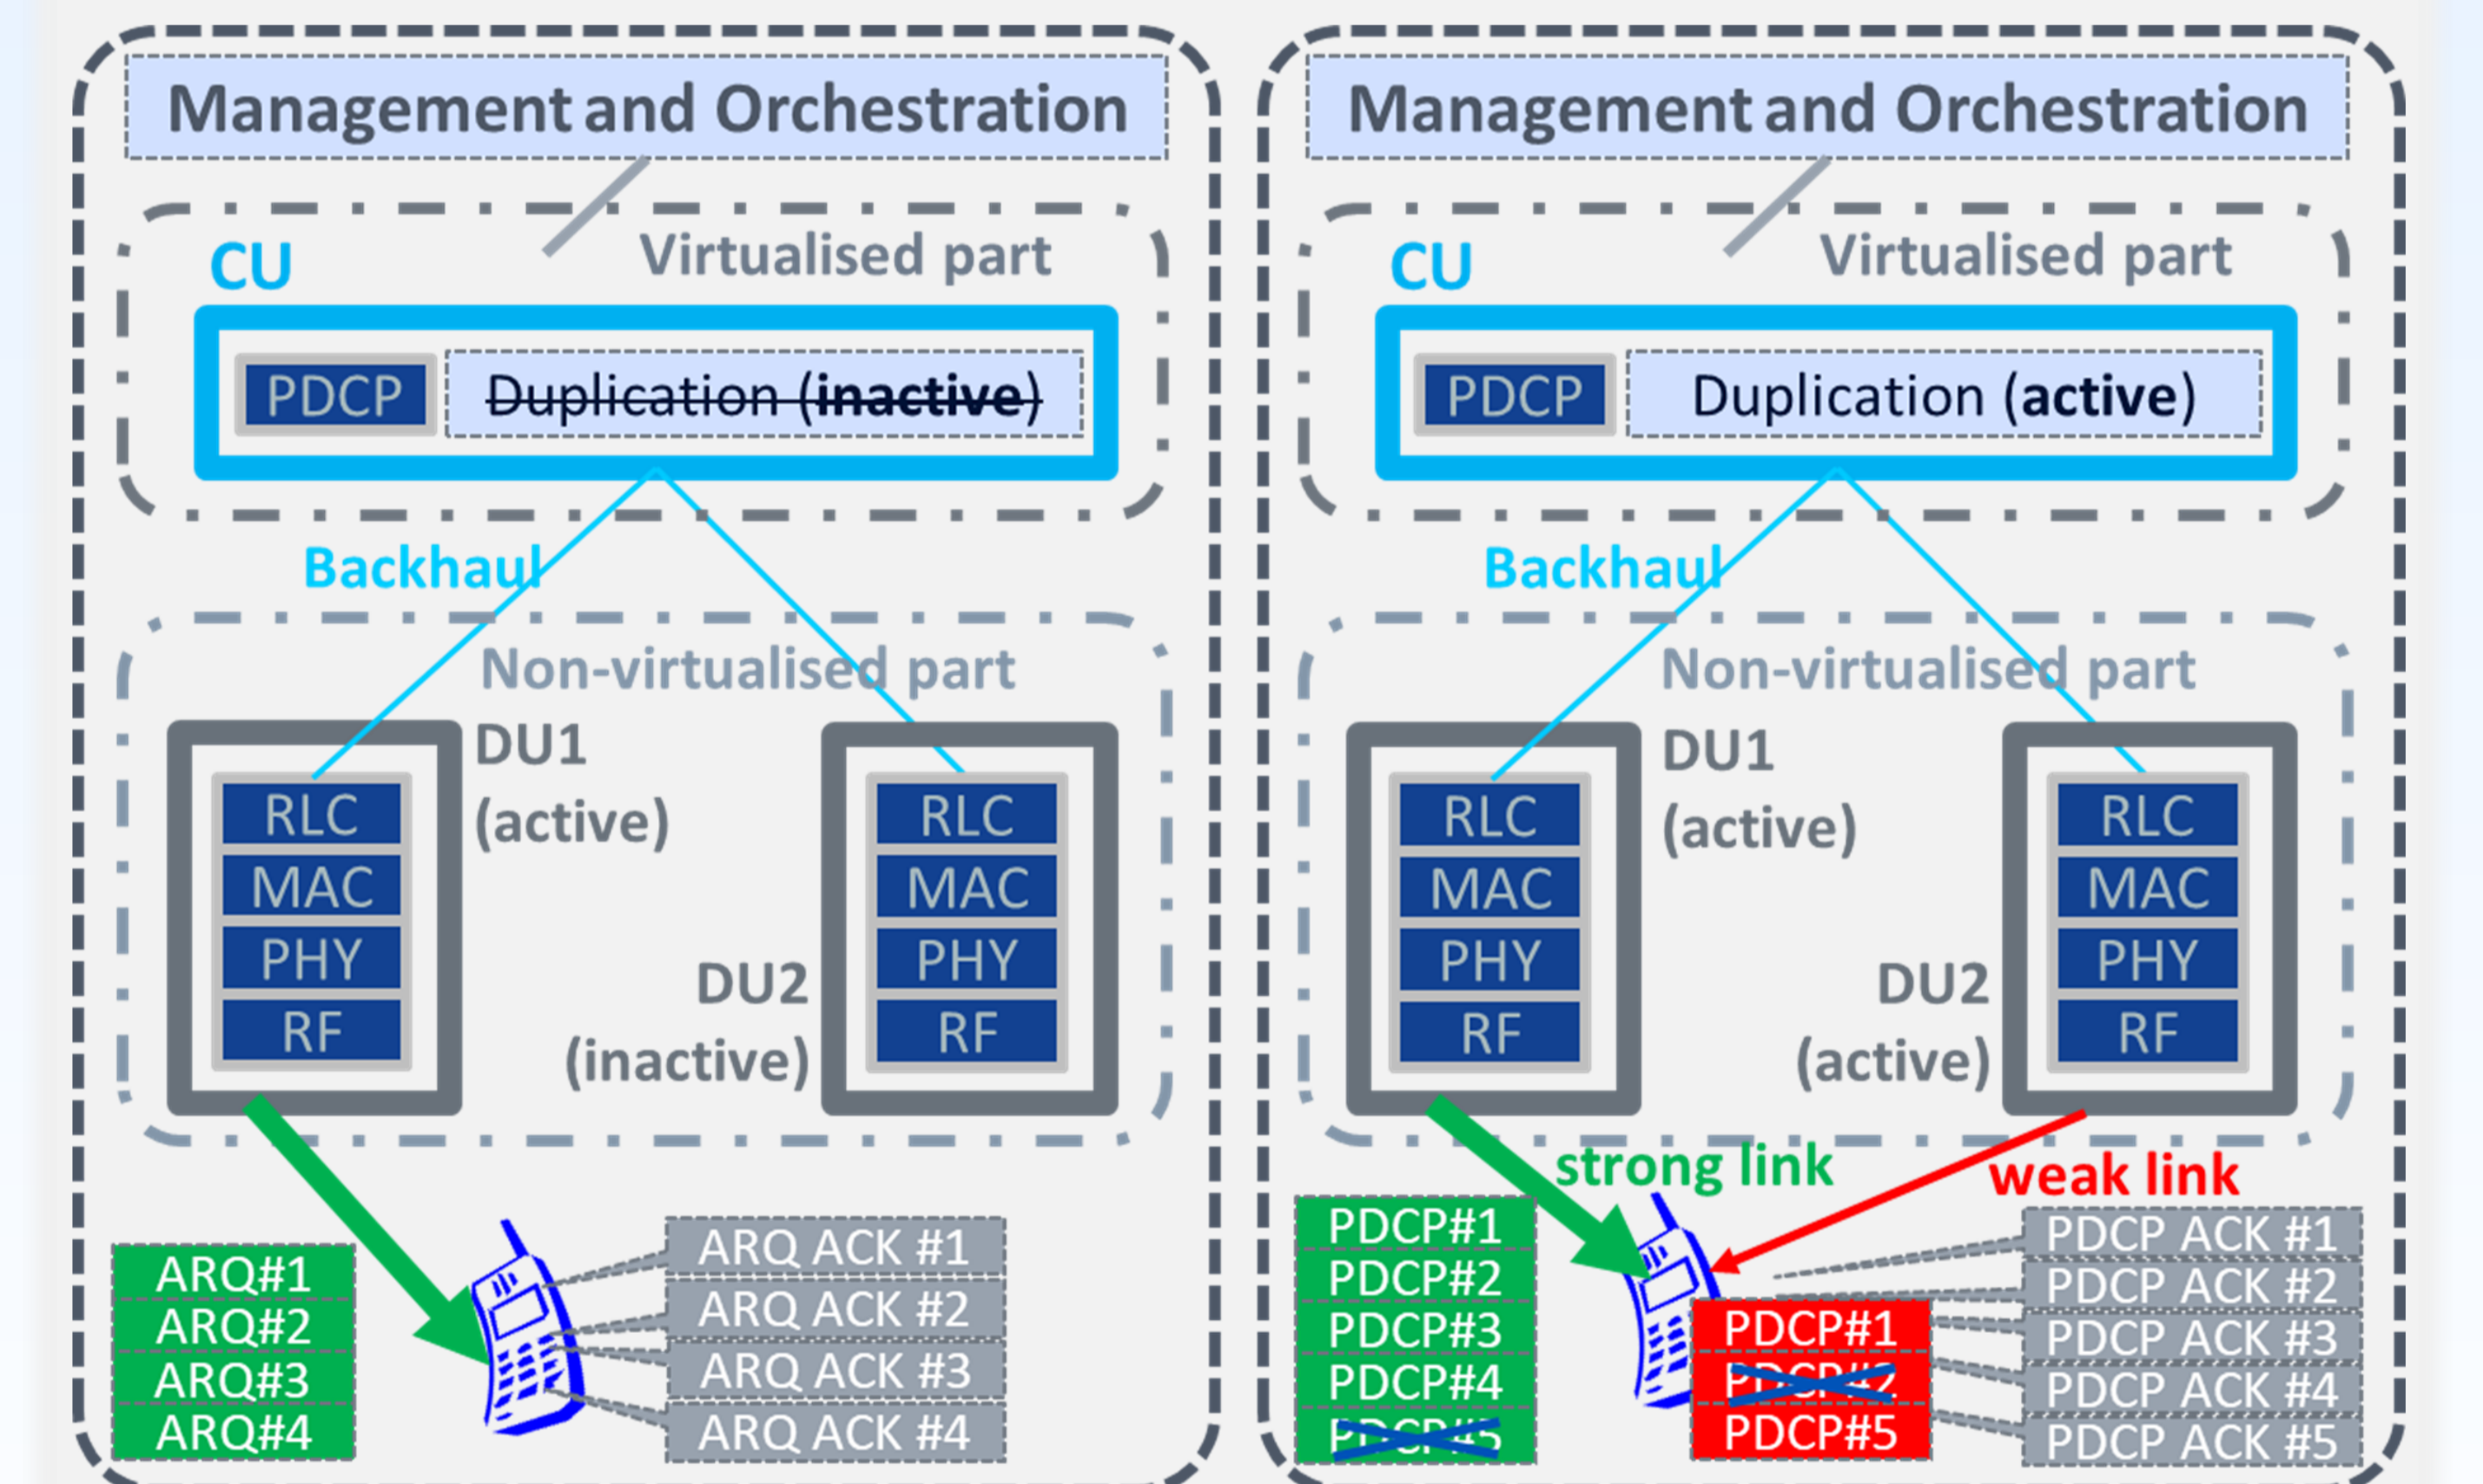 Management and Orchestration
CU
Virtualised part
PDCP
Duplication (inactive)
Backhaul
Non-virtualised part
DU1
(active)
RLC
MAC
PHY
RF
DU2
(inactive)
RLC
MAC
PHY
RF
ARQ#1
ARQ#2
ARQ#3
ARQ#4
ARQ ACK #1
ARQ ACK #2
ARQ ACK #3
ARQ ACK #4
Management and Orchestration
CU
Virtualised part
PDCP
Duplication (active)
Backhaul
Non-virtualised part
DU1
(active)
RLC
MAC
PHY
RF
DU2
(active)
RLC
MAC
PHY
RF
strong link
weak link
PDCP#1
PDCP#2
PDCP#3
PDCP#4
PDCP#5
PDCP#1
PDCP#2
PDCP#5
PDCP ACK #1
PDCP ACK #2
PDCP ACK #3
PDCP ACK #4
PDCP ACK #5